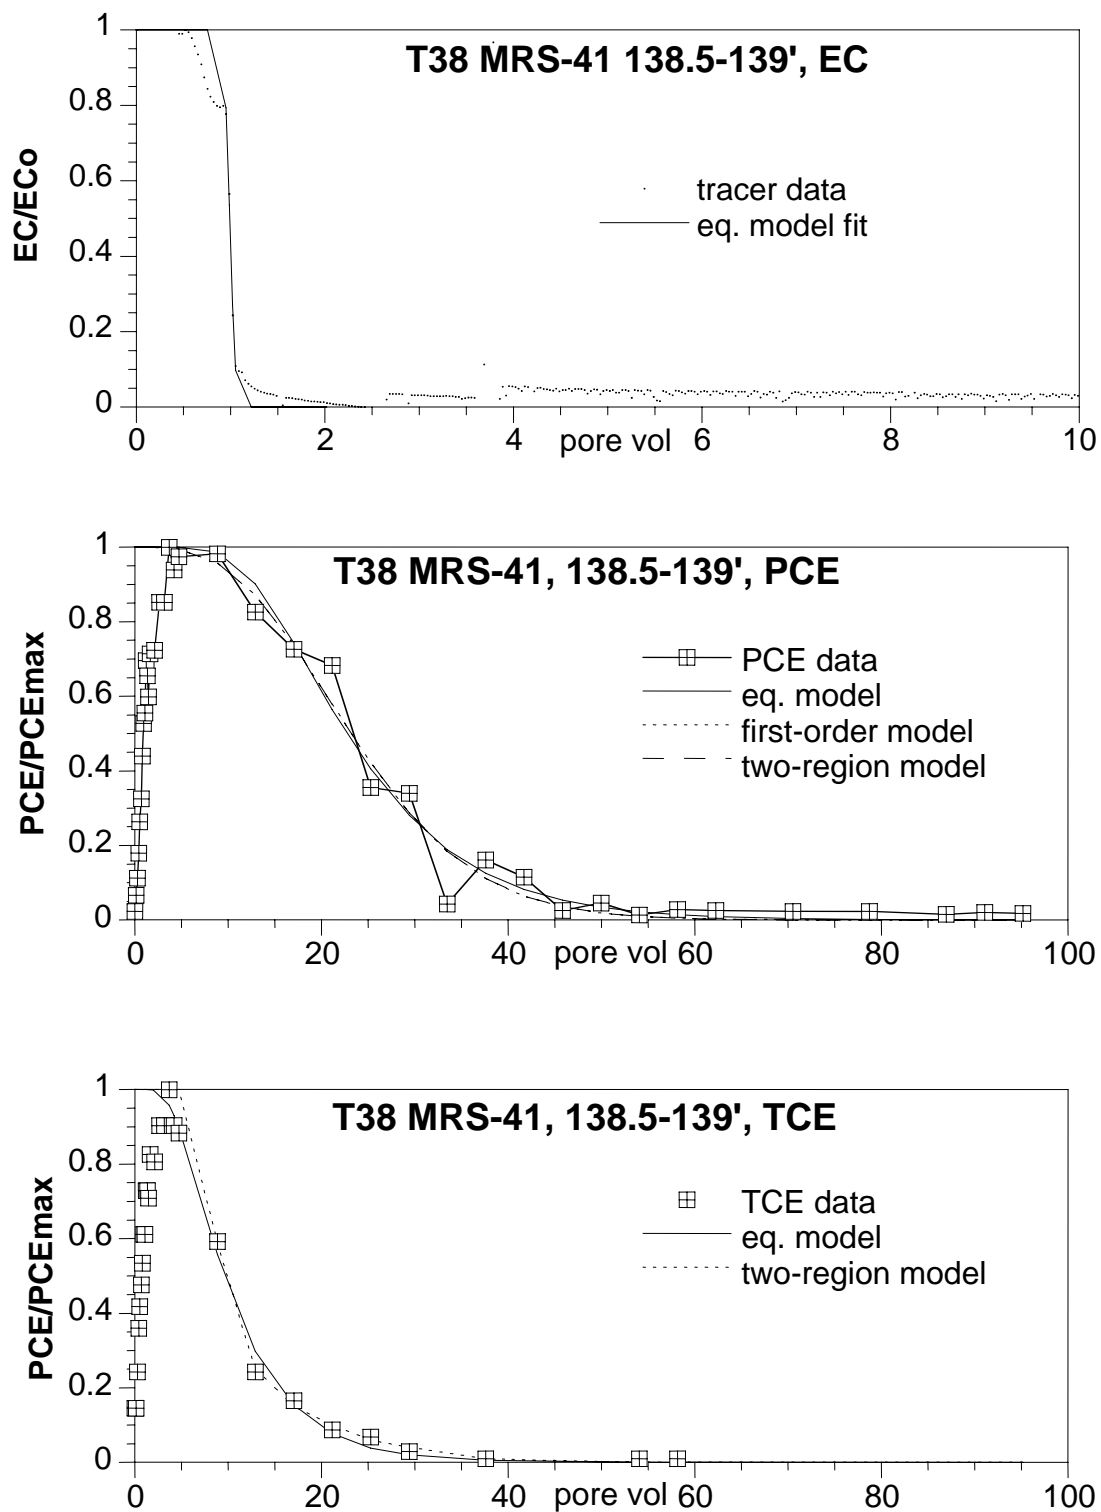 T38 MRS-41 138.5-139', EC
EC/ECo
1
0.8
0.6
0.4
0.2
0
tracer data
eq. model fit
0 2 4 6 8 10
pore vol
T38 MRS-41, 138.5-139', PCE
PCE/PCEmax
1
0.8
0.6
0.4
0.2
0
PCE data
eq. model
first-order model
two-region model
0 20 40 60 80 100
pore vol
T38 MRS-41, 138.5-139', TCE
PCE/PCEmax
1
0.8
0.6
0.4
0.2
0
TCE data
eq. model
two-region model
0 20 40 60 80 100
pore vol